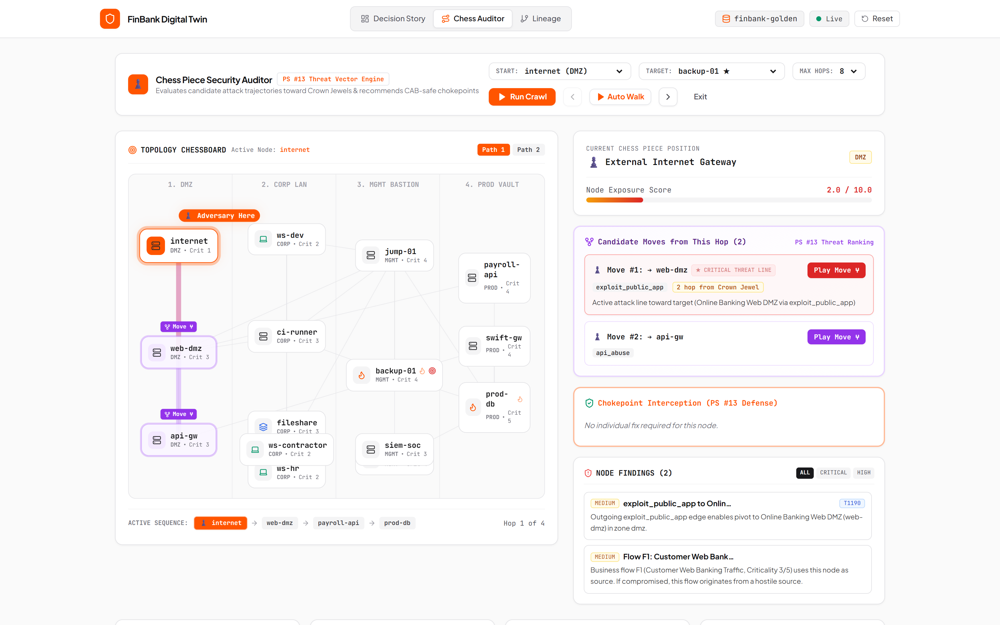 FinBank Digital Twin
Decision Story
Chess Auditor
Lineage
finbank-golden
Live
Reset
Chess Piece Security Auditor
PS #13 Threat Vector Engine
Evaluates candidate attack trajectories toward Crown Jewels & recommends CAB-safe chokepoints
START: internet (DMZ)
TARGET: backup-01 ★
MAX HOPS: 8
Run Crawl
Auto Walk
Exit
TOPOLOGY CHESSBOARD Active Node: internet
Path 1
Path 2
1. DMZ
2. CORP LAN
3. MGMT BASTION
4. PROD VAULT
Adversary Here
internet
DMZ • Crit 1
Move
web-dmz
DMZ • Crit 3
Move
api-gw
DMZ • Crit 3
ws-dev
CORP • Crit 2
ci-runner
CORP • Crit 3
fileshare
CORP • Crit 3
ws-contractor
CORP • Crit 2
ws-hr
CORP • Crit 2
jump-01
MGMT • Crit 4
backup-01
MGMT • Crit 4
siem-soc
MGMT • Crit 3
payroll-
api
PROD • Crit
4
swift-gw
PROD • Crit
4
prod-
db
PROD • Crit
5
ACTIVE SEQUENCE: internet → web-dmz → payroll-api → prod-db
Hop 1 of 4
CURRENT CHESS PIECE POSITION
External Internet Gateway
DMZ
Node Exposure Score
2.0 / 10.0
Candidate Moves from This Hop (2)
PS #13 Threat Ranking
Move #1: → web-dmz
★ CRITICAL THREAT LINE
Play Move
exploit_public_app
2 hop from Crown Jewel
Active attack line toward target (Online Banking Web DMZ via exploit_public_app)
Move #2: → api-gw
Play Move
api_abuse
Chokepoint Interception (PS #13 Defense)
No individual fix required for this node.
NODE FINDINGS (2)
ALL
CRITICAL
HIGH
MEDIUM
exploit_public_app to Onlin...
T1190
Outgoing exploit_public_app edge enables pivot to Online Banking Web DMZ (web-
dmz) in zone dmz.
MEDIUM
Flow F1: Customer Web Bank...
Business flow F1 (Customer Web Banking Traffic, Criticality 3/5) uses this node as
source. If compromised, this flow originates from a hostile source.